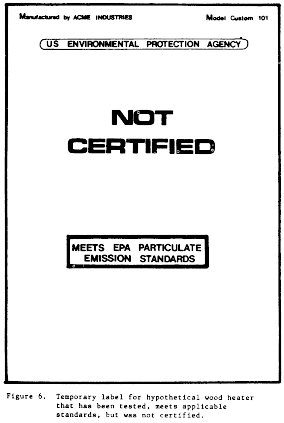 Manufactured by ACME INDUSTRIES Model Custom 101
US ENVIRONMENTAL PROTECTION AGENCY
NOT
CERTIFIED
MEETS EPA PARTICULATE
EMISSION STANDARDS
Figure 6. Temporary label for hypothetical wood heater
that has been tested, meets applicable
standards, but was not certified.